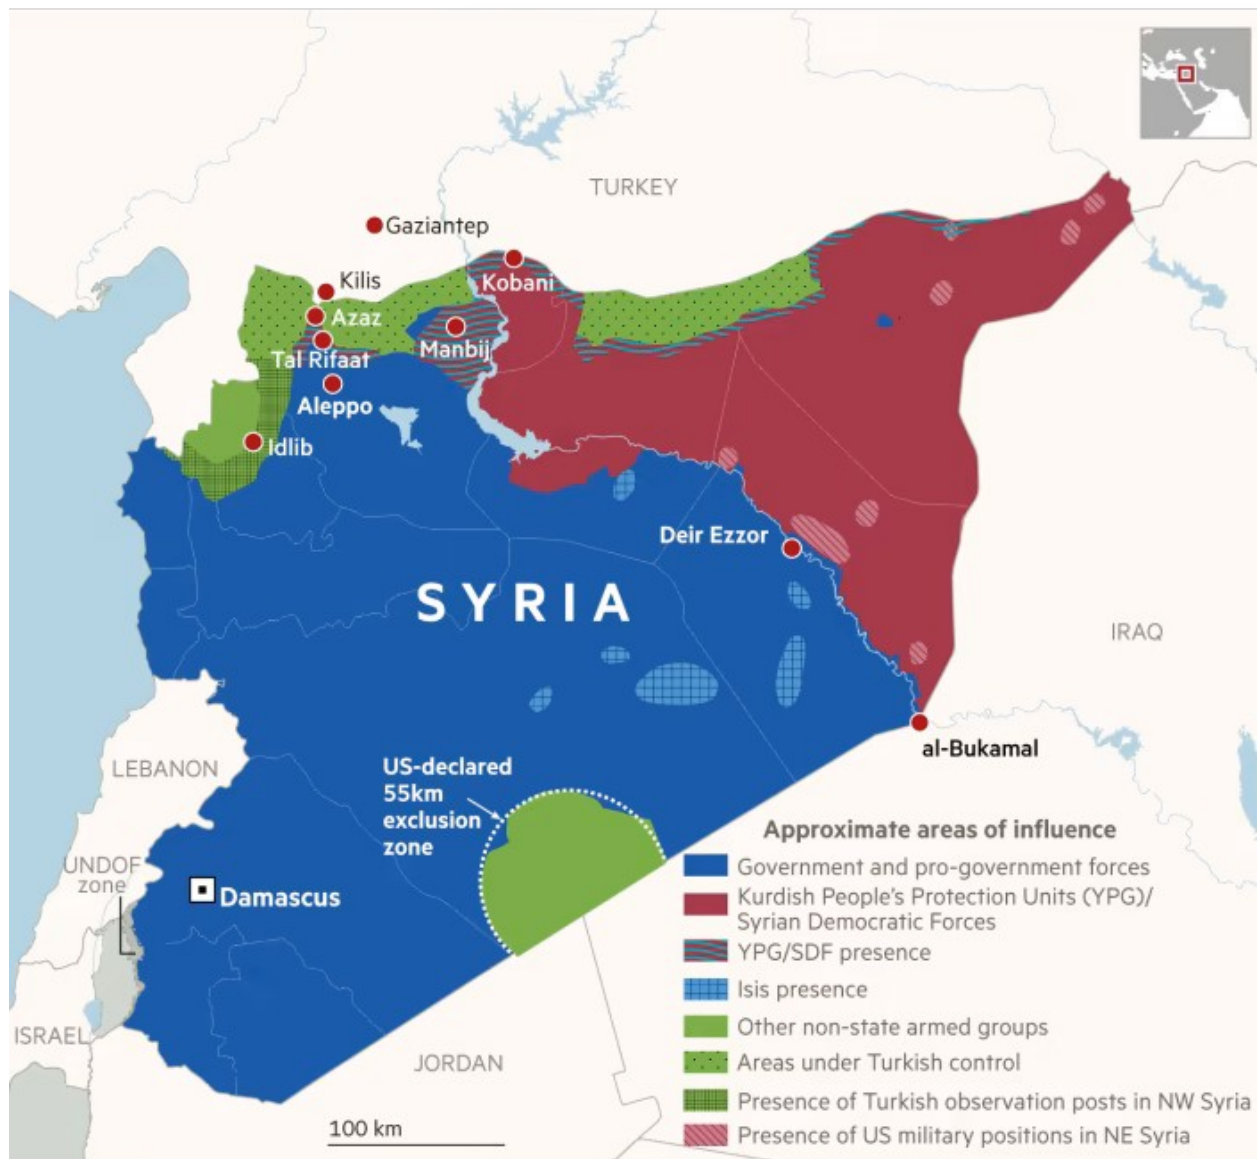 TURKEY
Gaziantep
Kilis
Kobani
Azaz
Tal Rifaat
Manbij
Aleppo
Idlib
Deir Ezzor
SYRIA
IRAQ
al-Bukamal
LEBANON
US-declared
55km
exclusion
zone
UNDOF
zone
Damascus
ISRAEL
JORDAN
100 km
Approximate areas of influence
Government and pro-government forces
Kurdish People's Protection Units (YPG)/
Syrian Democratic Forces
YPG/SDF presence
Isis presence
Other non-state armed groups
Areas under Turkish control
Presence of Turkish observation posts in NW Syria
Presence of US military positions in NE Syria